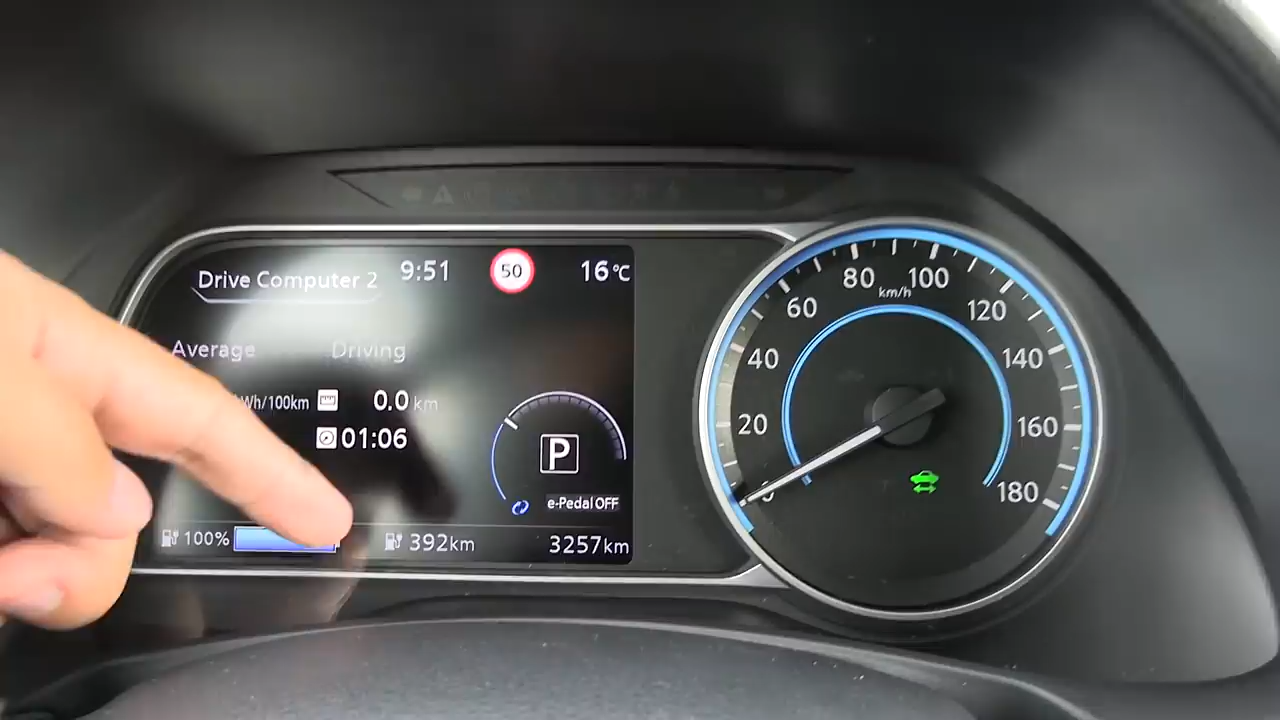 Drive Computer 2
9:51
50
16°C
Average
Driving
Wh/100km
0.0 km
01:06
P
e-Pedal OFF
100%
392km
3257km
0
20
40
60
80
100
120
140
160
180
km/h